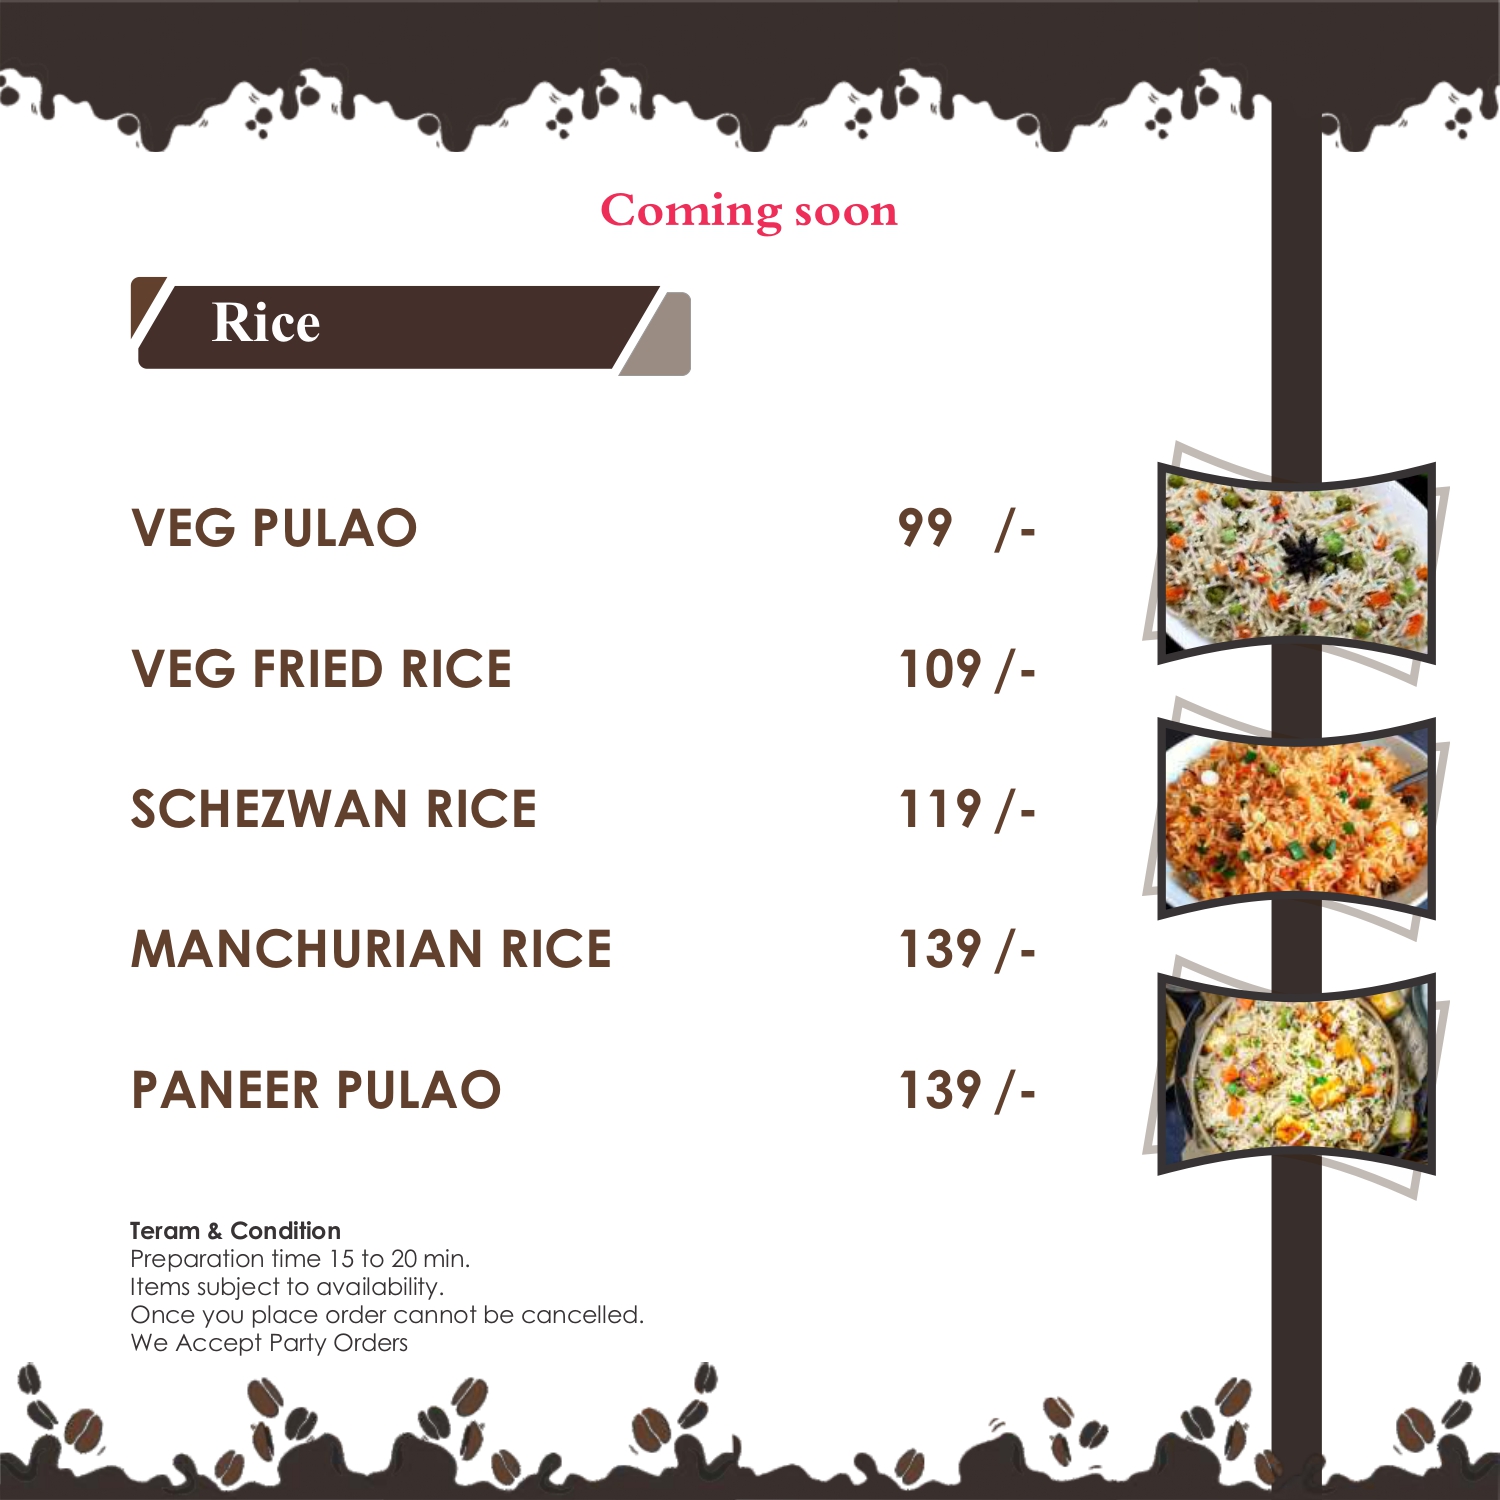 Coming soon
Rice
VEG PULAO 99 /-
VEG FRIED RICE 109 /-
SCHEZWAN RICE 119 /-
MANCHURIAN RICE 139 /-
PANEER PULAO 139 /-
Teram & Condition
Preparation time 15 to 20 min.
Items subject to availability.
Once you place order cannot be cancelled.
We Accept Party Orders